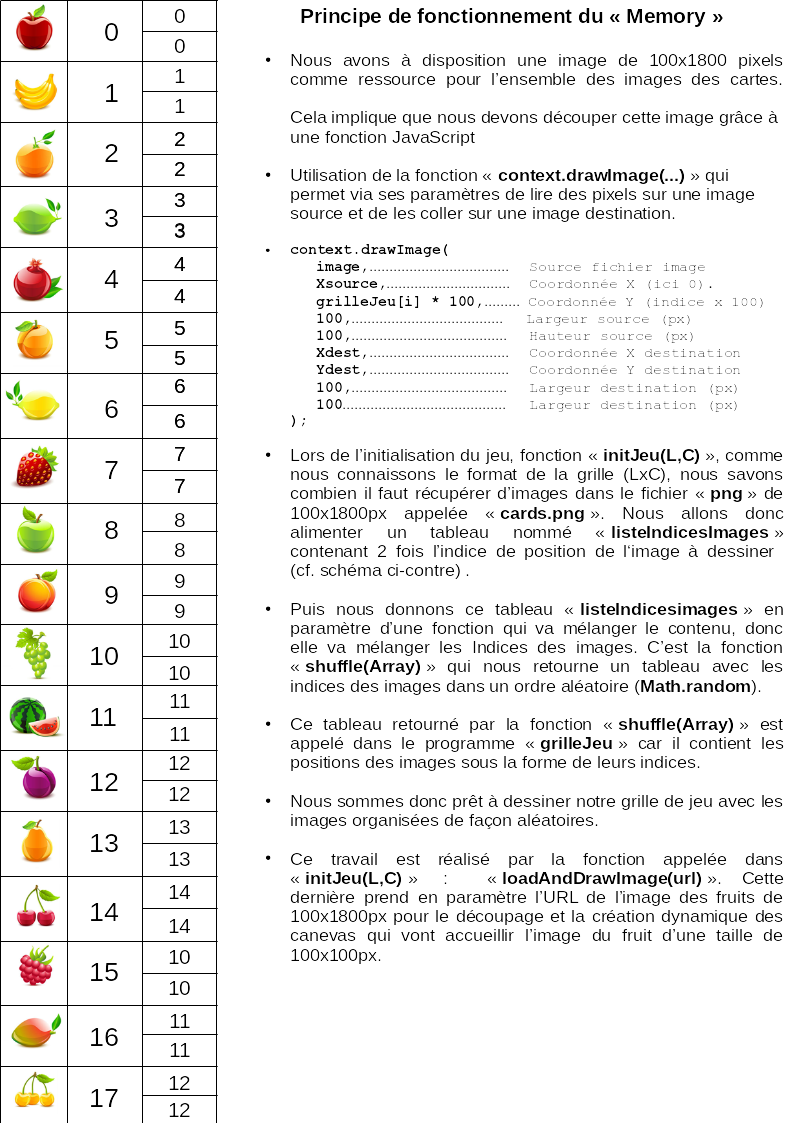 0
0
0
1
1
1
2
2
2
3
3
3
4
4
4
5
5
5
6
6
6
7
7
7
8
8
8
9
9
9
10
10
10
11
11
11
12
12
12
13
13
13
14
14
14
15
10
10
16
11
11
17
12
12
Principe de fonctionnement du « Memory »
• Nous avons à disposition une image de 100x1800 pixels
comme ressource pour l’ensemble des images des cartes.
Cela implique que nous devons découper cette image grâce à
une fonction JavaScript
• Utilisation de la fonction « context.drawImage(...) » qui
permet via ses paramètres de lire des pixels sur une image
source et de les coller sur une image destination.
• context.drawImage(
image,................................... Source fichier image
Xsource,............................... Coordonnée X (ici 0).
grilleJeu[i] * 100,......... Coordonnée Y (indice x 100)
100,...................................... Largeur source (px)
100,....................................... Hauteur source (px)
Xdest,................................... Coordonnée X destination
Ydest,................................... Coordonnée Y destination
100,....................................... Largeur destination (px)
100......................................... Largeur destination (px)
);
• Lors de l’initialisation du jeu, fonction « initJeu(L,C) », comme
nous connaissons le format de la grille (LxC), nous savons
combien il faut récupérer d’images dans le fichier « png » de
100x1800px appelée « cards.png ». Nous allons donc
alimenter un tableau nommé « listeIndicesImages »
contenant 2 fois l’indice de position de l‘image à dessiner
(cf. schéma ci-contre) .
• Puis nous donnons ce tableau « listeIndicesimages » en
paramètre d’une fonction qui va mélanger le contenu, donc
elle va mélanger les Indices des images. C’est la fonction
« shuffle(Array) » qui nous retourne un tableau avec les
indices des images dans un ordre aléatoire (Math.random).
• Ce tableau retourné par la fonction « shuffle(Array) » est
appelé dans le programme « grilleJeu » car il contient les
positions des images sous la forme de leurs indices.
• Nous sommes donc prêt à dessiner notre grille de jeu avec les
images organisées de façon aléatoires.
• Ce travail est réalisé par la fonction appelée dans
« initJeu(L,C) » : « loadAndDrawImage(url) ». Cette
dernière prend en paramètre l’URL de l’image des fruits de
100x1800px pour le découpage et la création dynamique des
canevas qui vont accueillir l’image du fruit d’une taille de
100x100px.